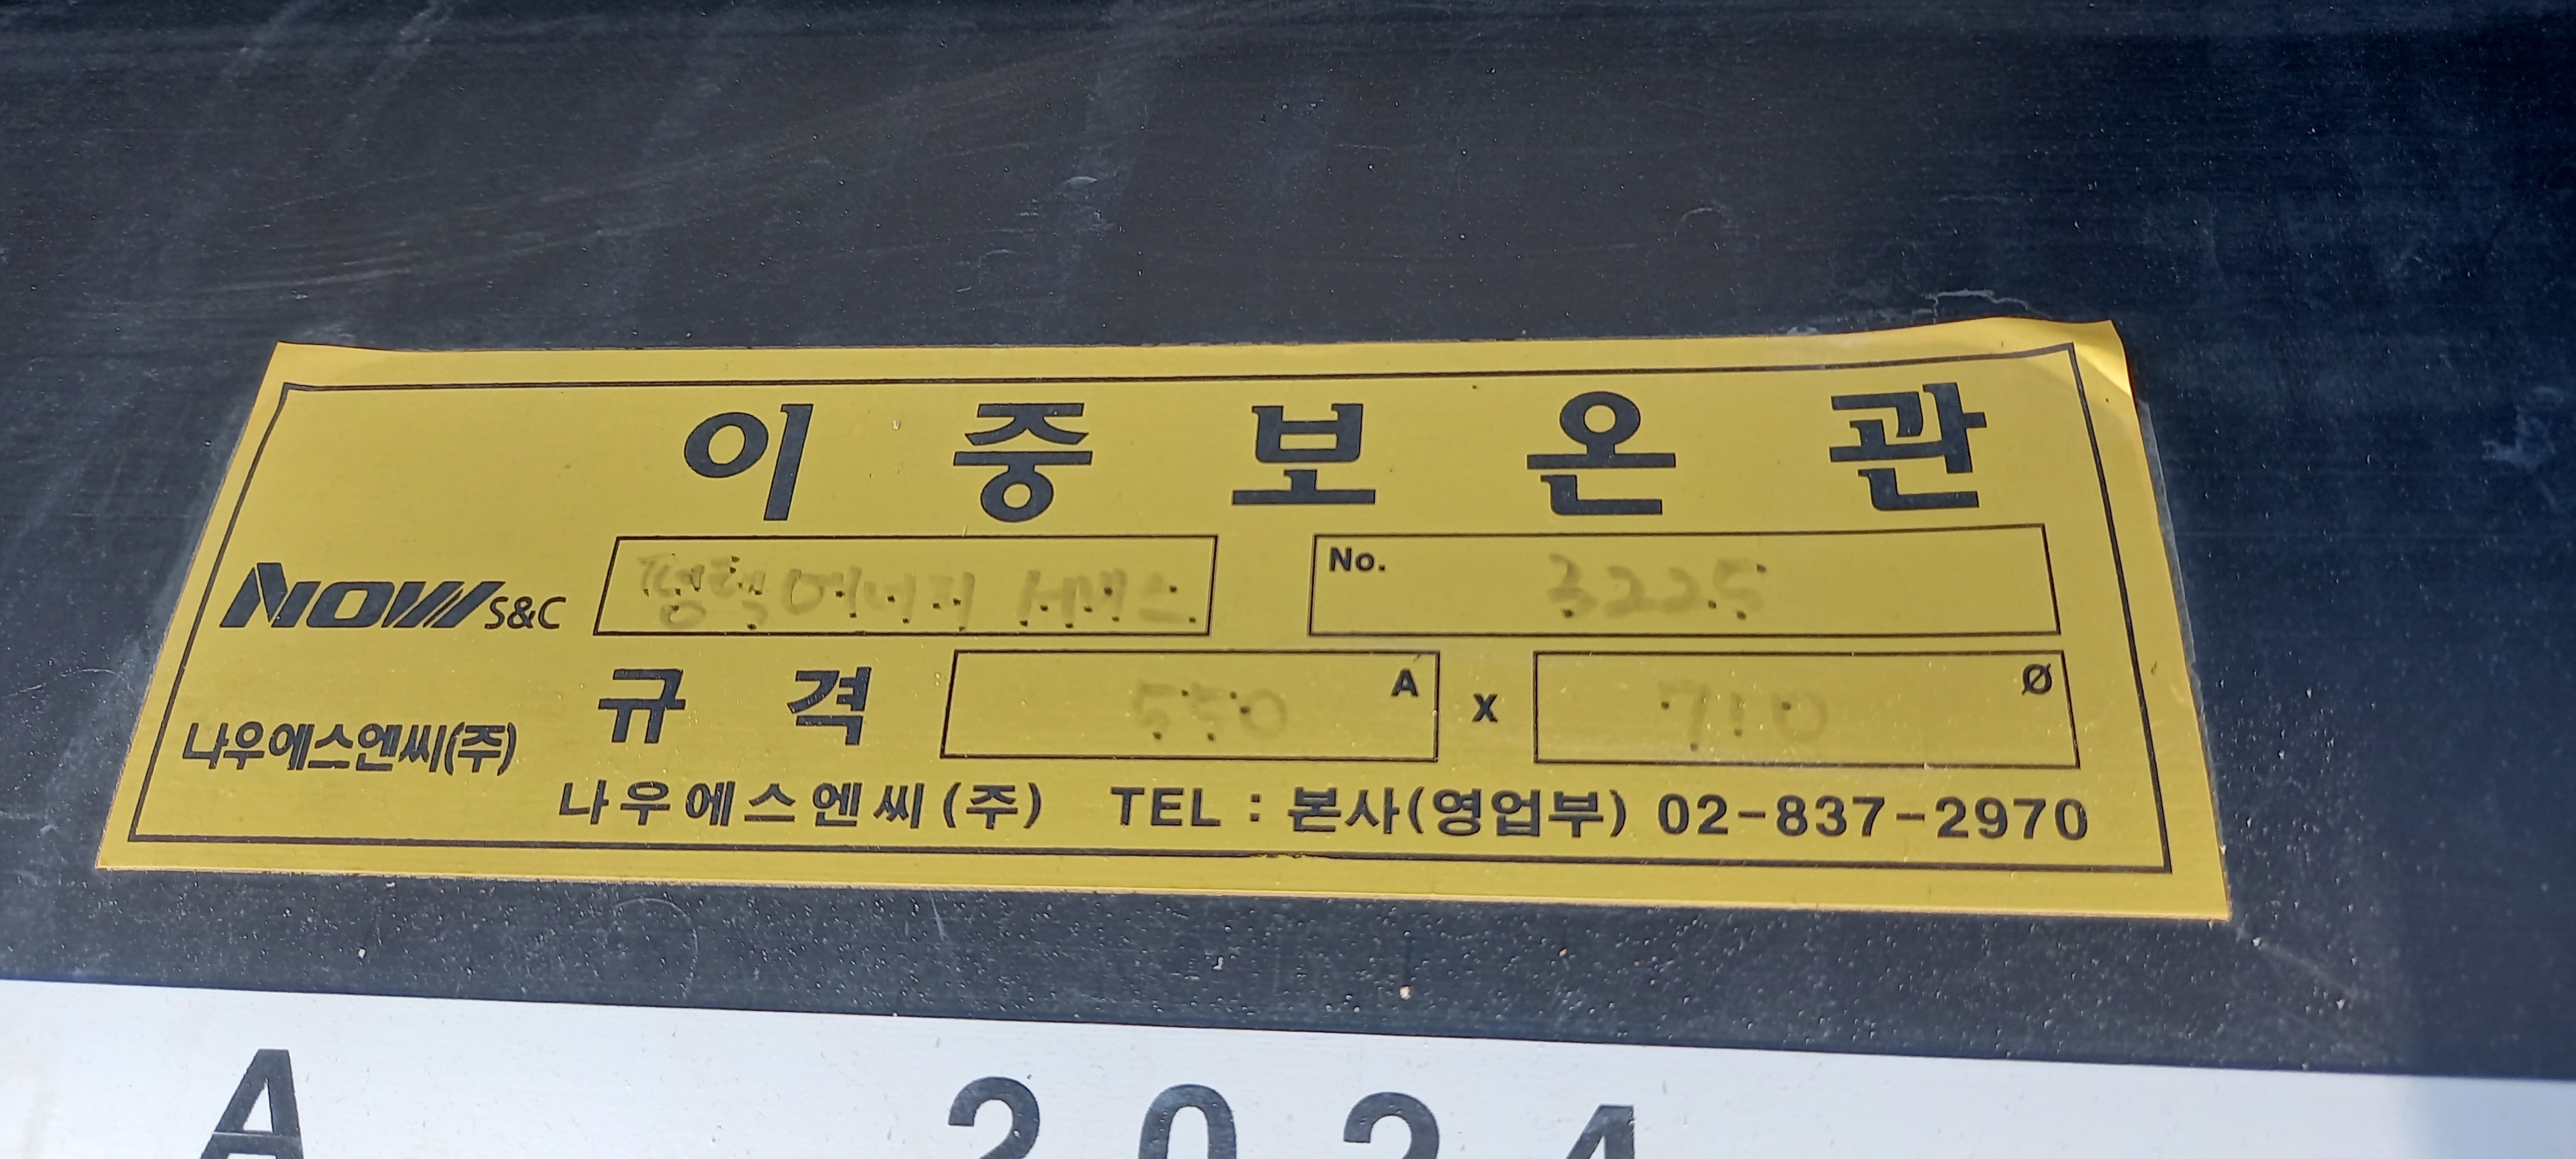 이중보온관
NOW S&C
평택에너지 서비스
No. 3225
규격 550 A x 710 Ø
나우에스엔씨(주)
나우에스엔씨(주) TEL : 본사(영업부) 02-837-2970
A 2024